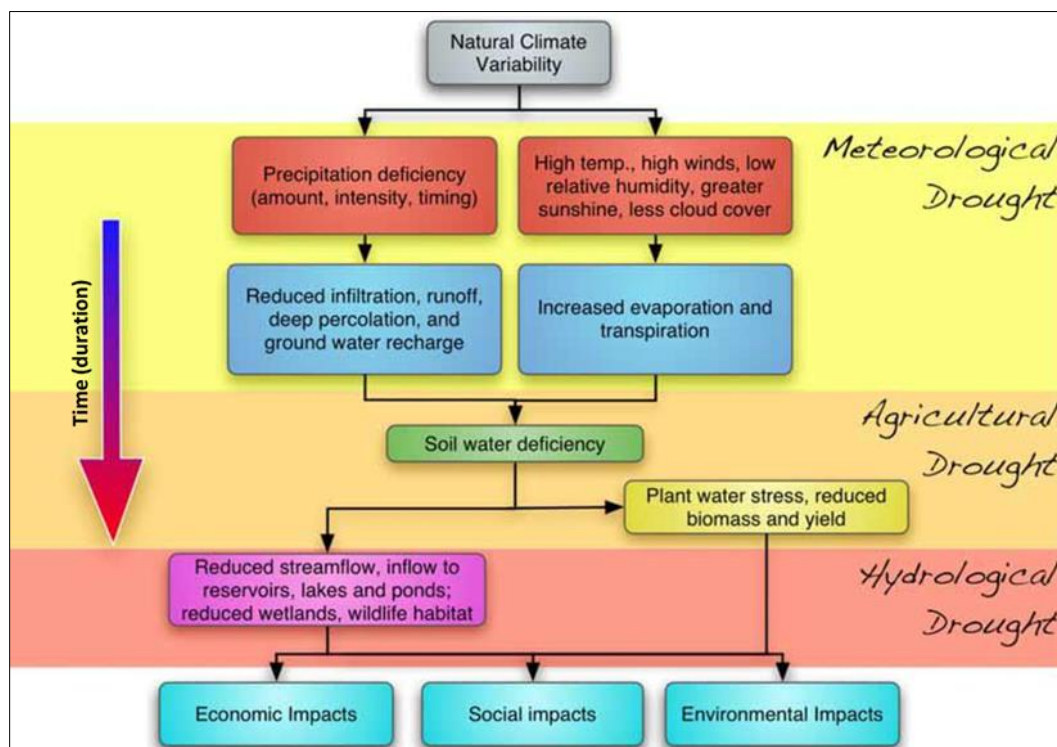 Natural Climate
Variability
Meteorological
Drought
Precipitation deficiency
(amount, intensity, timing)
High temp., high winds, low
relative humidity, greater
sunshine, less cloud cover
Time (duration)
Reduced infiltration, runoff,
deep percolation, and
ground water recharge
Increased evaporation and
transpiration
Agricultural
Drought
Soil water deficiency
Plant water stress, reduced
biomass and yield
Hydrological
Drought
Reduced streamflow, inflow to
reservoirs, lakes and ponds;
reduced wetlands, wildlife habitat
Economic Impacts
Social impacts
Environmental Impacts